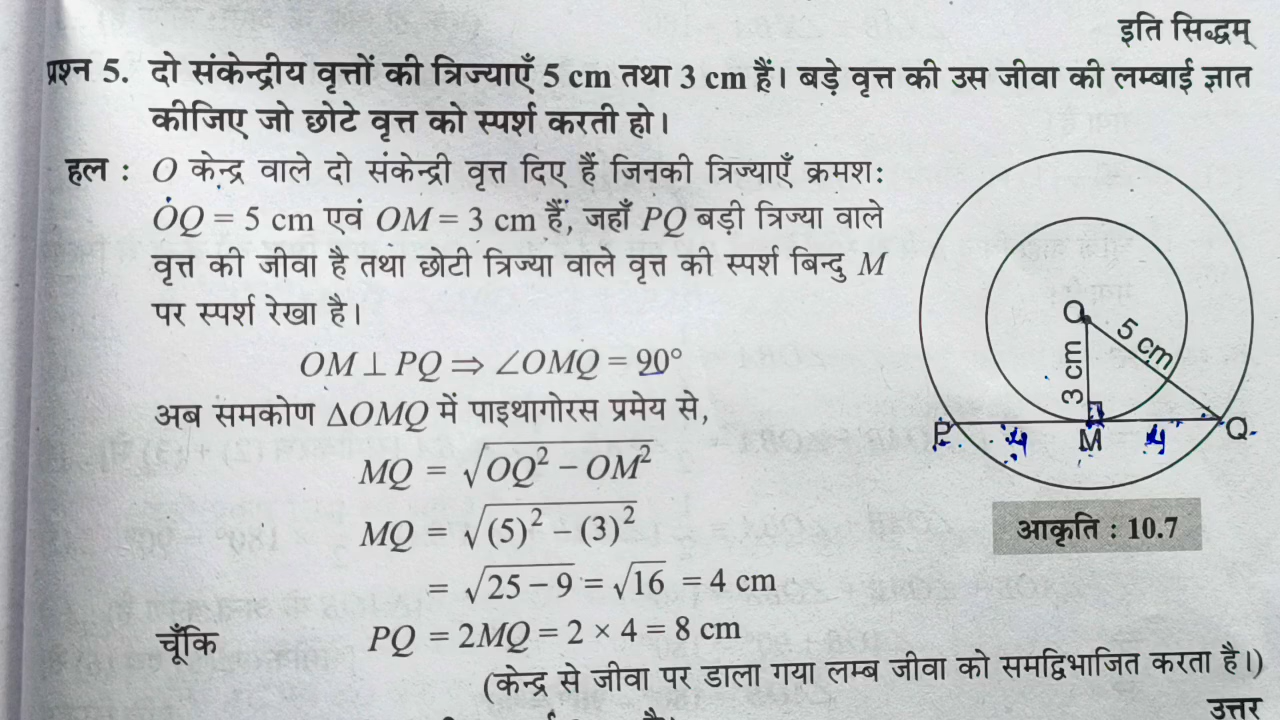 इति सिद्धम्
प्रश्न 5. दो संकेन्द्रीय वृत्तों की त्रिज्याएँ 5 cm तथा 3 cm हैं। बड़े वृत्त की उस जीवा की लम्बाई ज्ञात
कीजिए जो छोटे वृत्त को स्पर्श करती हो।
हल : O केन्द्र वाले दो संकेन्द्री वृत्त दिए हैं जिनकी त्रिज्याएँ क्रमश:
OQ = 5 cm एवं OM = 3 cm हैं, जहाँ PQ बड़ी त्रिज्या वाले
वृत्त की जीवा है तथा छोटी त्रिज्या वाले वृत्त की स्पर्श बिन्दु M
पर स्पर्श रेखा है।
OM ⊥ PQ ⇒ ∠OMQ = 90°
अब समकोण ΔOMQ में पाइथागोरस प्रमेय से,
MQ = √(OQ² − OM²)
MQ = √((5)² − (3)²)
= √(25 − 9) = √16 = 4 cm
चूँकि PQ = 2MQ = 2 × 4 = 8 cm
(केन्द्र से जीवा पर डाला गया लम्ब जीवा को समद्विभाजित करता है।)
उत्तर
O
5 cm
3 cm
P M Q
4 4
आकृति : 10.7